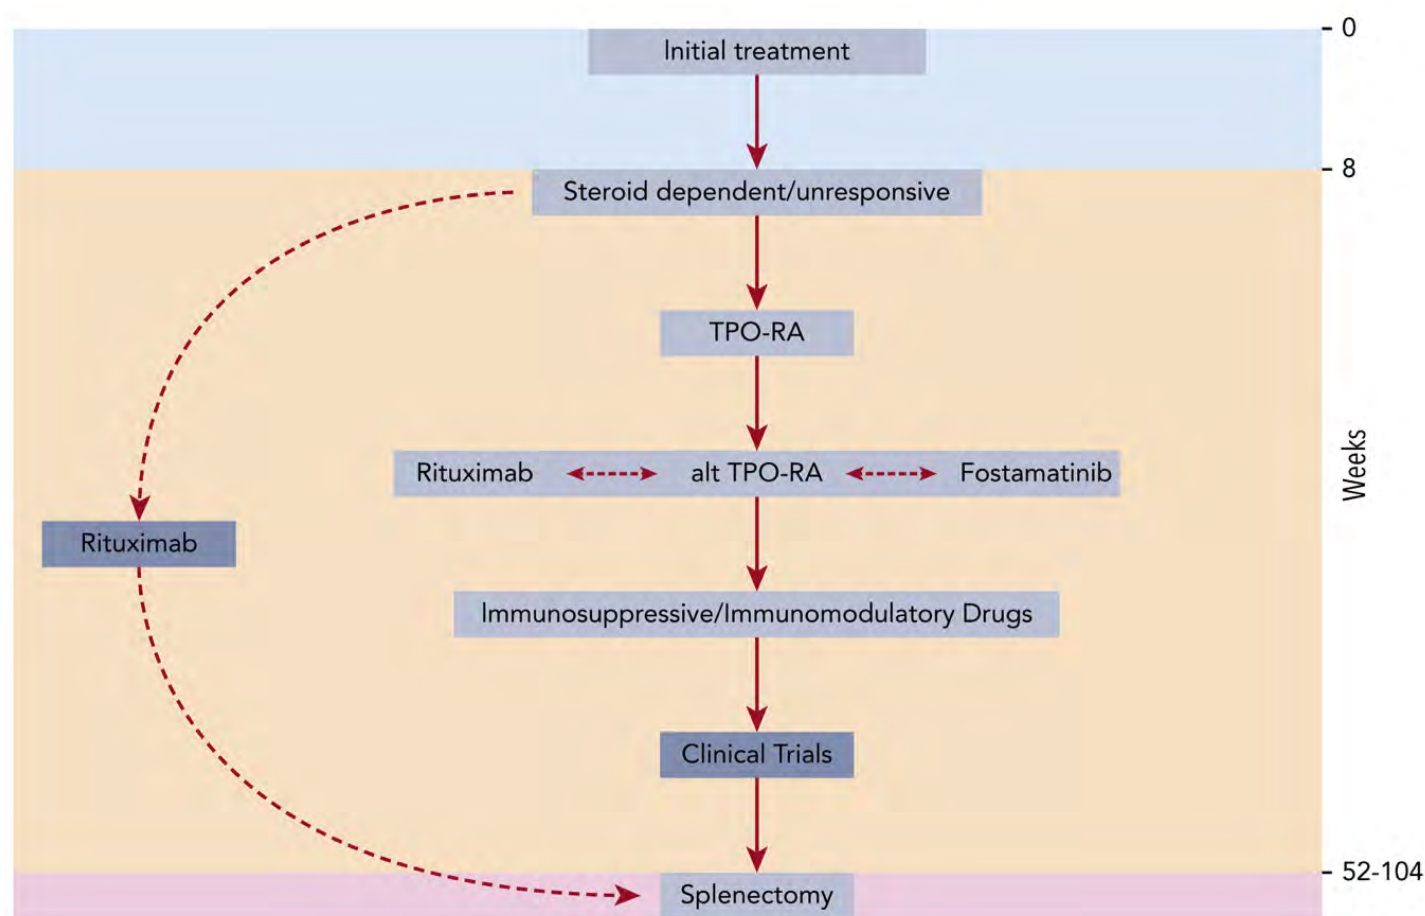 0
Initial treatment
8
Steroid dependent/unresponsive
TPO-RA
Weeks
Rituximab alt TPO-RA Fostamatinib
Rituximab
Immunosuppressive/Immunomodulatory Drugs
Clinical Trials
52-104
Splenectomy